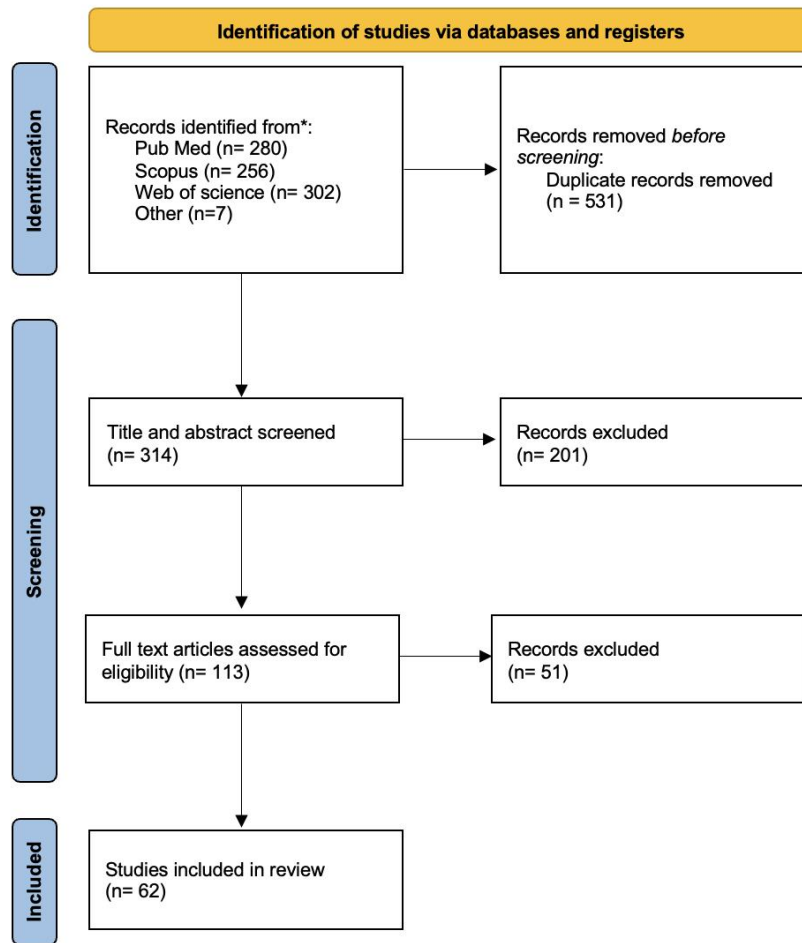 Identification of studies via databases and registers
Identification
Records identified from*:
Pub Med (n= 280)
Scopus (n= 256)
Web of science (n= 302)
Other (n=7)
Records removed before
screening:
Duplicate records removed
(n = 531)
Screening
Title and abstract screened
(n= 314)
Records excluded
(n= 201)
Full text articles assessed for
eligibility (n= 113)
Records excluded
(n= 51)
Included
Studies included in review
(n= 62)